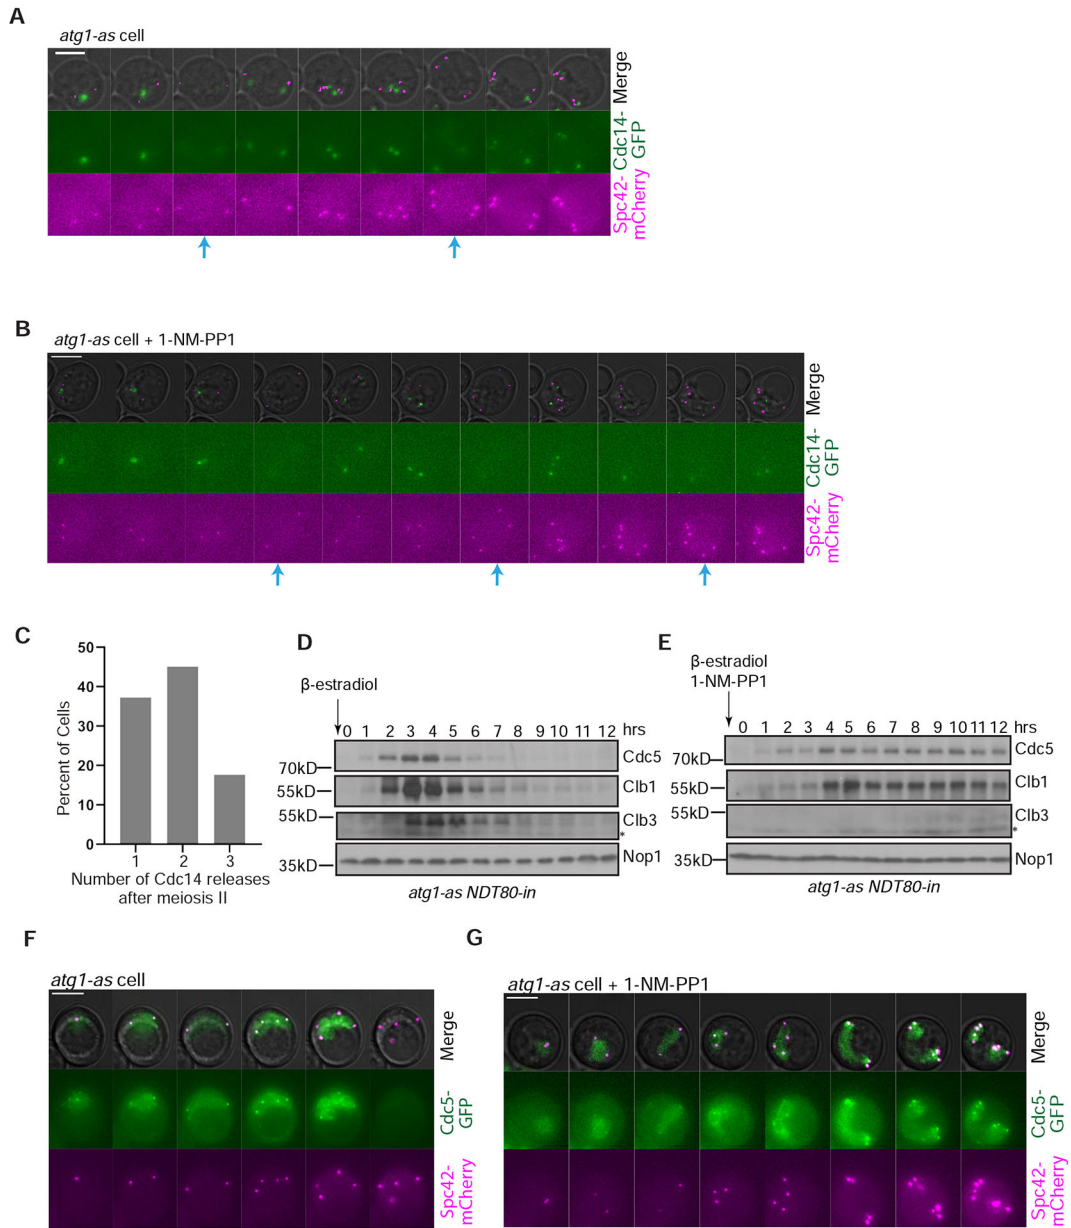 A
atg1-as cell
Merge
Cdc14-
GFP
Spc42-
mCherry
B
atg1-as cell + 1-NM-PP1
Merge
Cdc14-
GFP
Spc42-
mCherry
C
Percent of Cells
50
40
30
20
10
0
1 2 3
Number of Cdc14 releases
after meiosis II
D
β-estradiol
0 1 2 3 4 5 6 7 8 9 10 11 12 hrs
Cdc5
70kD
55kD
Clb1
55kD
Clb3
*
35kD
Nop1
atg1-as NDT80-in
E
β-estradiol
1-NM-PP1
0 1 2 3 4 5 6 7 8 9 10 11 12 hrs
Cdc5
70kD
55kD
Clb1
55kD
Clb3
*
35kD
Nop1
atg1-as NDT80-in
F
atg1-as cell
Merge
Cdc5-
GFP
Spc42-
mCherry
G
atg1-as cell + 1-NM-PP1
Merge
Cdc5-
GFP
Spc42-
mCherry